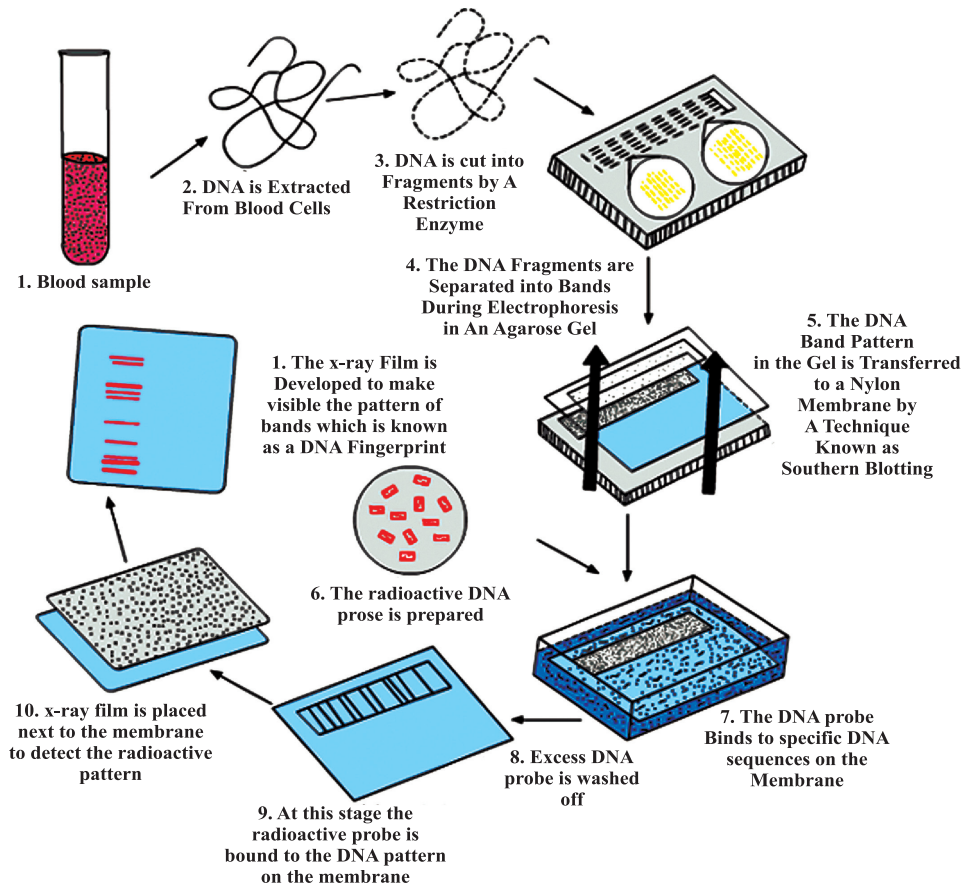 1. Blood sample
2. DNA is Extracted
From Blood Cells
3. DNA is cut into
Fragments by A
Restriction
Enzyme
4. The DNA Fragments are
Separated into Bands
During Electrophoresis
in An Agarose Gel
5. The DNA
Band Pattern
in the Gel is Transferred
to a Nylon
Membrane by
A Technique
Known as
Southern Blotting
6. The radioactive DNA
prose is prepared
7. The DNA probe
Binds to specific DNA
sequences on the
Membrane
8. Excess DNA
probe is washed
off
9. At this stage the
radioactive probe is
bound to the DNA pattern
on the membrane
10. x-ray film is placed
next to the membrane
to detect the radioactive
pattern
1. The x-ray Film is
Developed to make
visible the pattern of
bands which is known
as a DNA Fingerprint